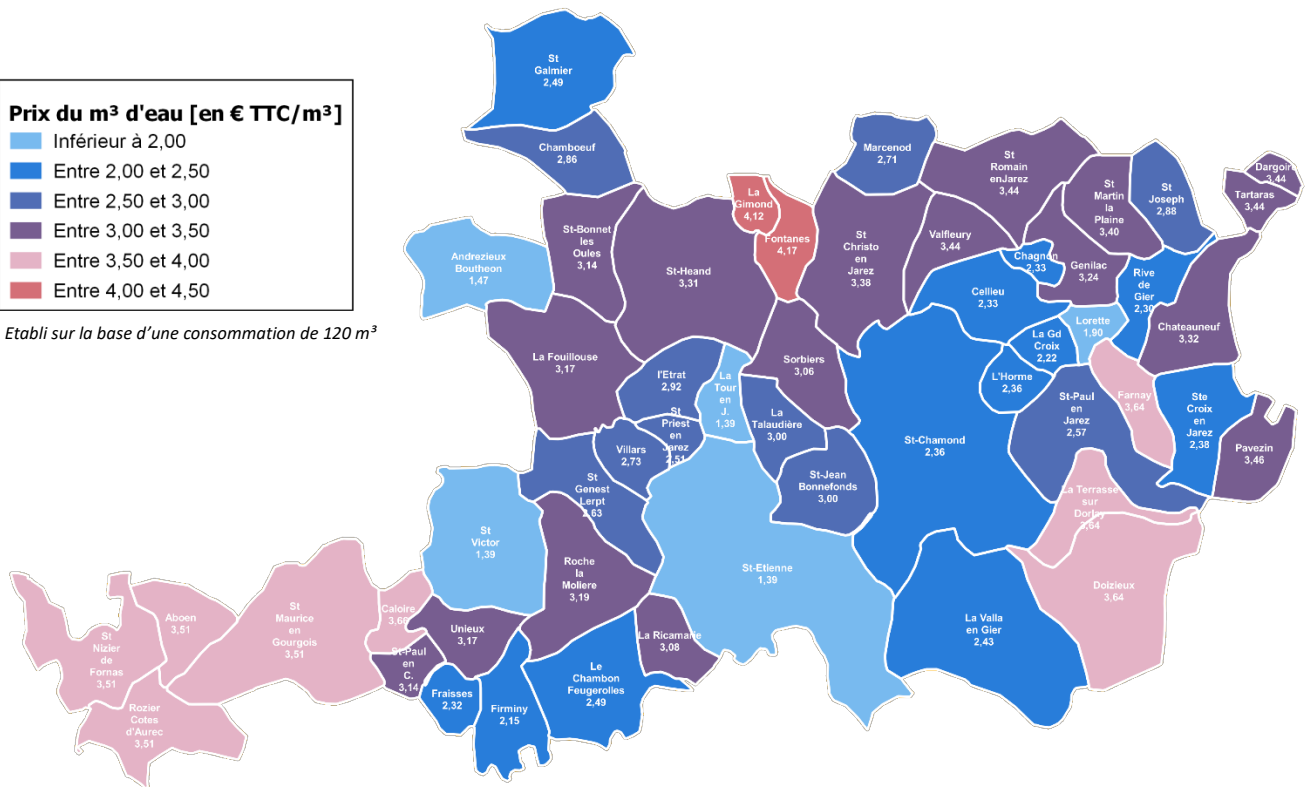 Prix du m³ d'eau [en € TTC/m³]
Inférieur à 2,00
Entre 2,00 et 2,50
Entre 2,50 et 3,00
Entre 3,00 et 3,50
Entre 3,50 et 4,00
Entre 4,00 et 4,50
Etabli sur la base d'une consommation de 120 m³
St
Galmier
2,49
Chamboeuf
2,86
Andrezieux
Boutheon
1,47
St-Bonnet
les
Oules
3,14
St-Heand
3,31
La
Gimond
4,12
Fontanes
4,17
Marcenod
2,71
St
Christo
en
Jarez
3,38
St
Romain
enJarez
3,44
Valfleury
3,44
St
Martin
la
Plaine
3,40
St
Joseph
2,88
Dargoire
3,44
Tartaras
3,44
Chagnon
2,33
Genilac
3,24
Cellieu
2,33
Rive
de
Gier
2,30
Lorette
1,90
Chateauneuf
3,32
La Gd
Croix
2,22
L'Horme
2,36
La Fouillouse
3,17
l'Etrat
2,92
La
Tour
en
J.
1,39
Sorbiers
3,06
Farnay
3,64
St-Paul
en
Jarez
2,57
Ste
Croix
en
Jarez
2,38
Pavezin
3,46
St
Priest
en
Jarez
2,51
Villars
2,73
La
Talaudière
3,00
St-Jean
Bonnefonds
3,00
St-Chamond
2,36
St
Genest
Lerpt
2,63
La Terrasse
sur
Dorlay
3,64
Doizieux
3,64
St
Victor
1,39
Roche
la
Moliere
3,19
St-Etienne
1,39
La Valla
en Gier
2,43
St
Nizier
de
Fornas
3,51
Aboen
3,51
St
Maurice
en
Gourgois
3,51
Caloire
3,66
Unieux
3,17
St-Paul
en
C.
3,14
La Ricamarie
3,08
Rozier
Cotes
d'Aurec
3,51
Fraisses
2,32
Firminy
2,15
Le
Chambon
Feugerolles
2,49